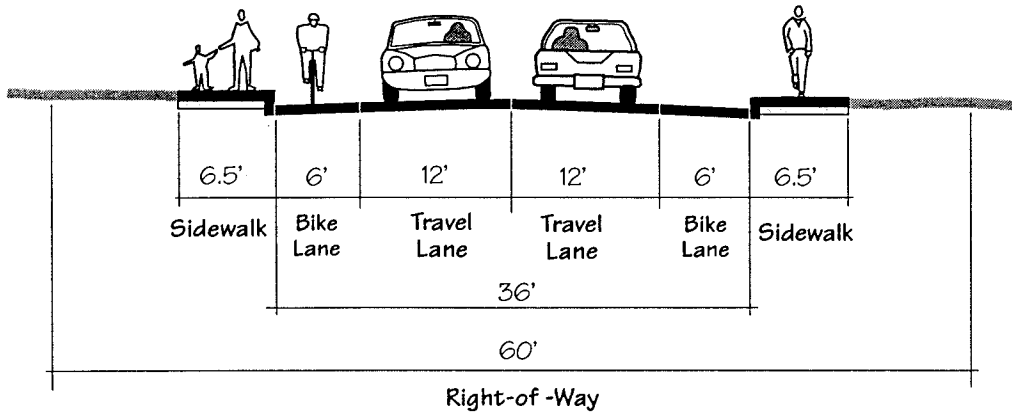 6.5' 6' 12' 12' 6' 6.5'
Sidewalk Bike Lane Travel Lane Travel Lane Bike Lane Sidewalk
36'
60'
Right-of -Way